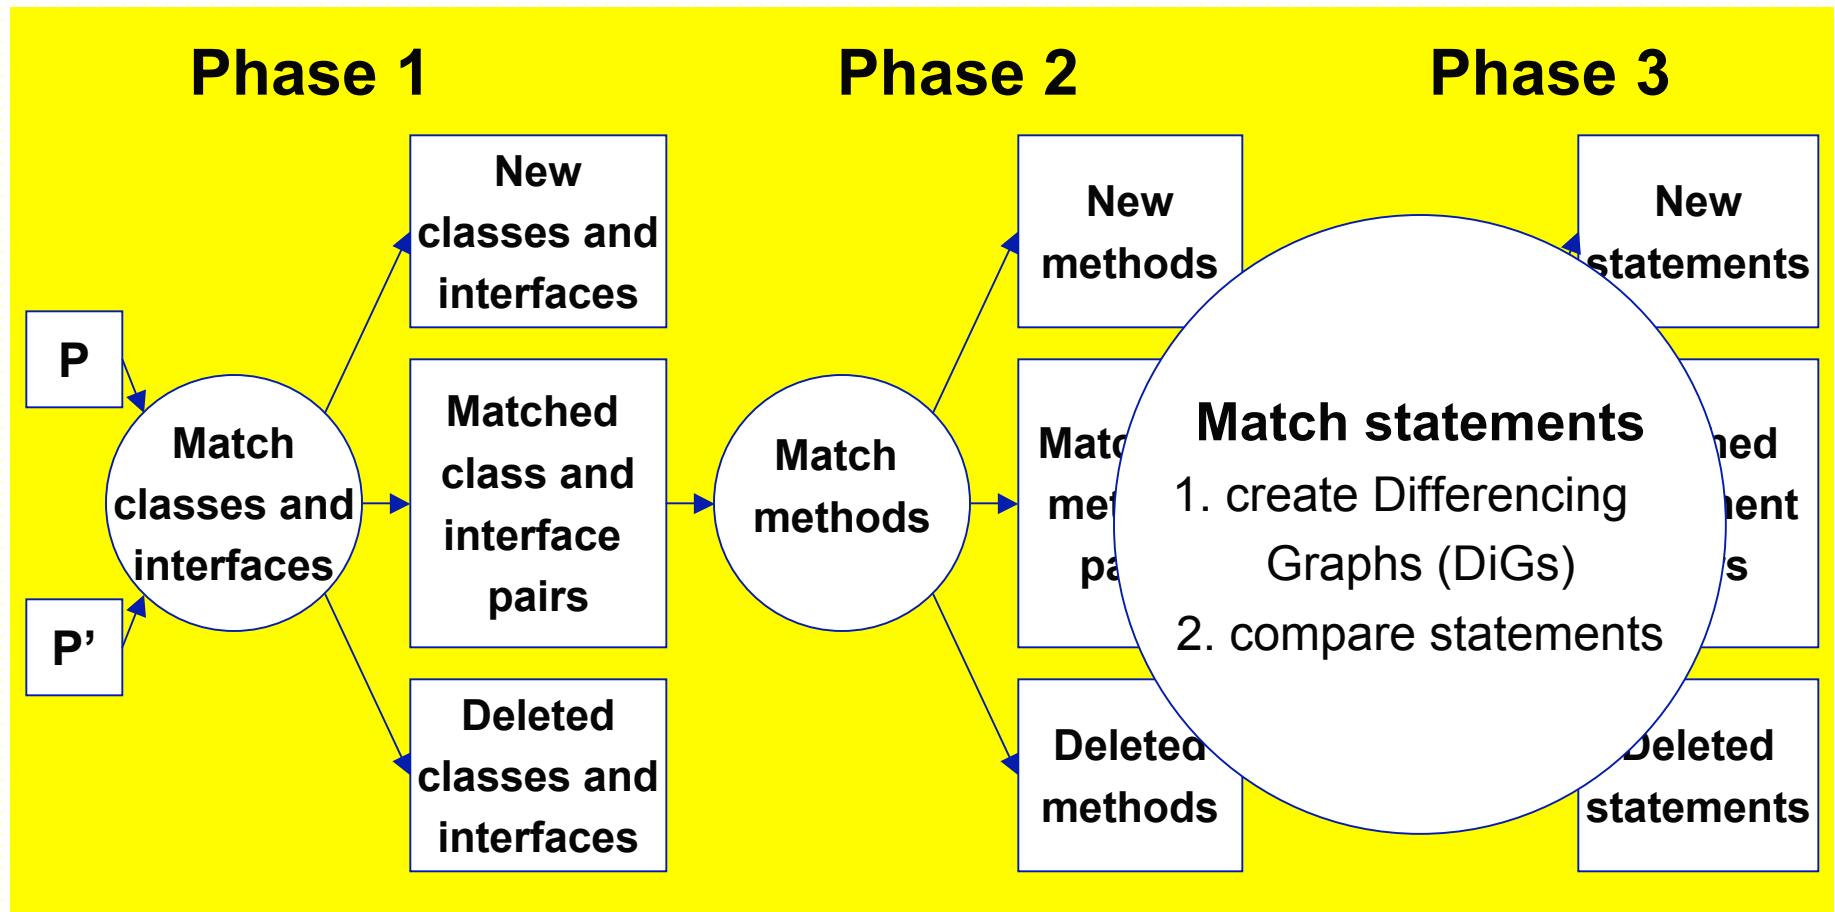 Phase 1
Phase 2
Phase 3
P
P’
Match
classes and
interfaces
New
classes and
interfaces
Matched
class and
interface
pairs
Deleted
classes and
interfaces
Match
methods
New
methods
Deleted
methods
Match statements
1. create Differencing
Graphs (DiGs)
2. compare statements
New
statements
Deleted
statements